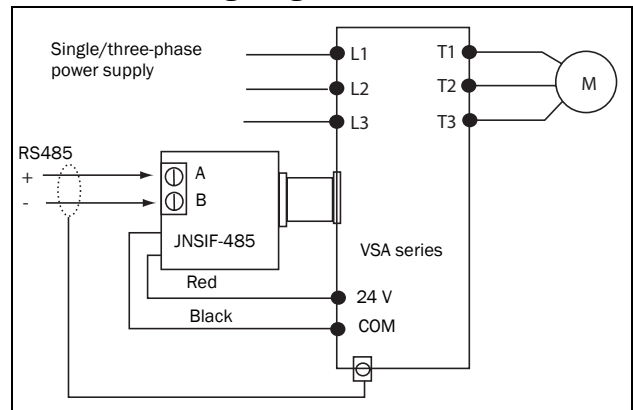 Single/three-phase
power supply
L1
L2
L3
T1
T2
T3
M
RS485
+
-
A
B
JNSIF-485
VSA series
Red
Black
24 V
COM